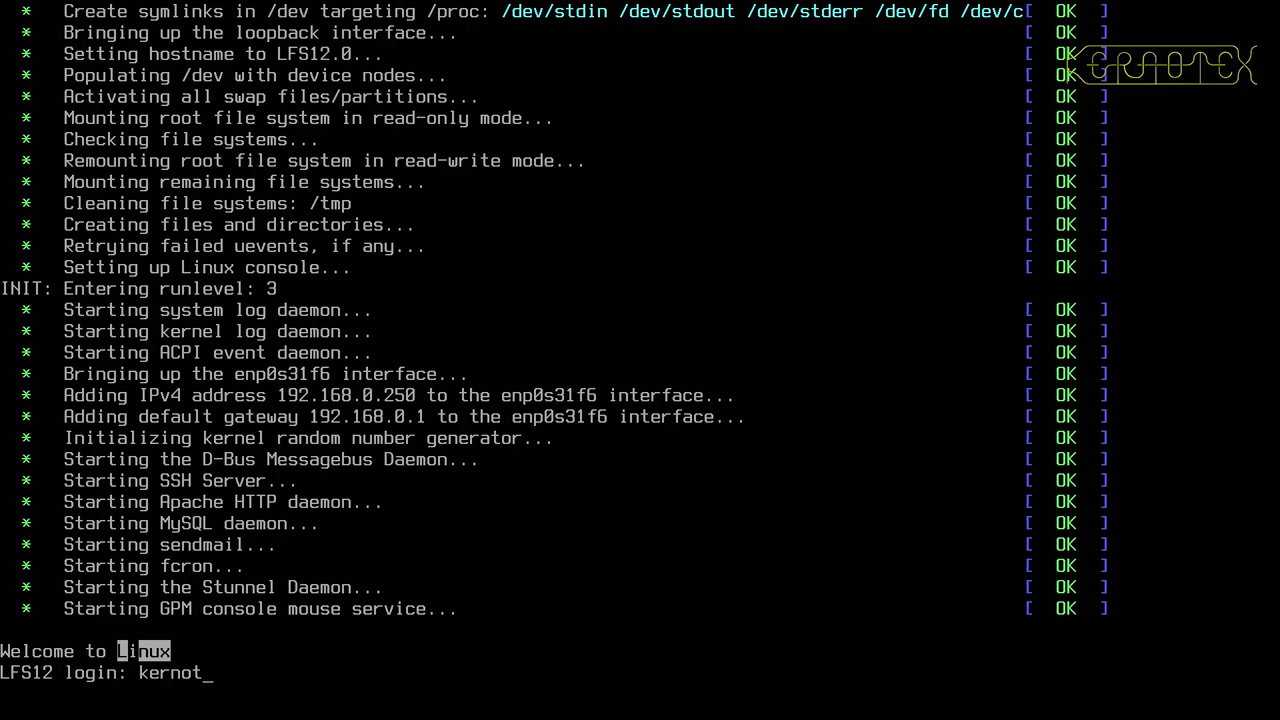 * Create symlinks in /dev targeting /proc: /dev/stdin /dev/stdout /dev/stderr /dev/fd /dev/c[ OK ]
* Bringing up the loopback interface... [ OK ]
* Setting hostname to LFS12.0... [ OK ]
KERNOTEX
* Populating /dev with device nodes... [ OK ]
* Activating all swap files/partitions... [ OK ]
* Mounting root file system in read-only mode... [ OK ]
* Checking file systems... [ OK ]
* Remounting root file system in read-write mode... [ OK ]
* Mounting remaining file systems... [ OK ]
* Cleaning file systems: /tmp [ OK ]
* Creating files and directories... [ OK ]
* Retrying failed uevents, if any... [ OK ]
* Setting up Linux console... [ OK ]
INIT: Entering runlevel: 3
* Starting system log daemon... [ OK ]
* Starting kernel log daemon... [ OK ]
* Starting ACPI event daemon... [ OK ]
* Bringing up the enp0s31f6 interface... [ OK ]
* Adding IPv4 address 192.168.0.250 to the enp0s31f6 interface... [ OK ]
* Adding default gateway 192.168.0.1 to the enp0s31f6 interface... [ OK ]
* Initializing kernel random number generator... [ OK ]
* Starting the D-Bus Messagebus Daemon... [ OK ]
* Starting SSH Server... [ OK ]
* Starting Apache HTTP daemon... [ OK ]
* Starting MySQL daemon... [ OK ]
* Starting sendmail... [ OK ]
* Starting fcron... [ OK ]
* Starting the Stunnel Daemon... [ OK ]
* Starting GPM console mouse service... [ OK ]
Welcome to Linux
LFS12 login: kernot_